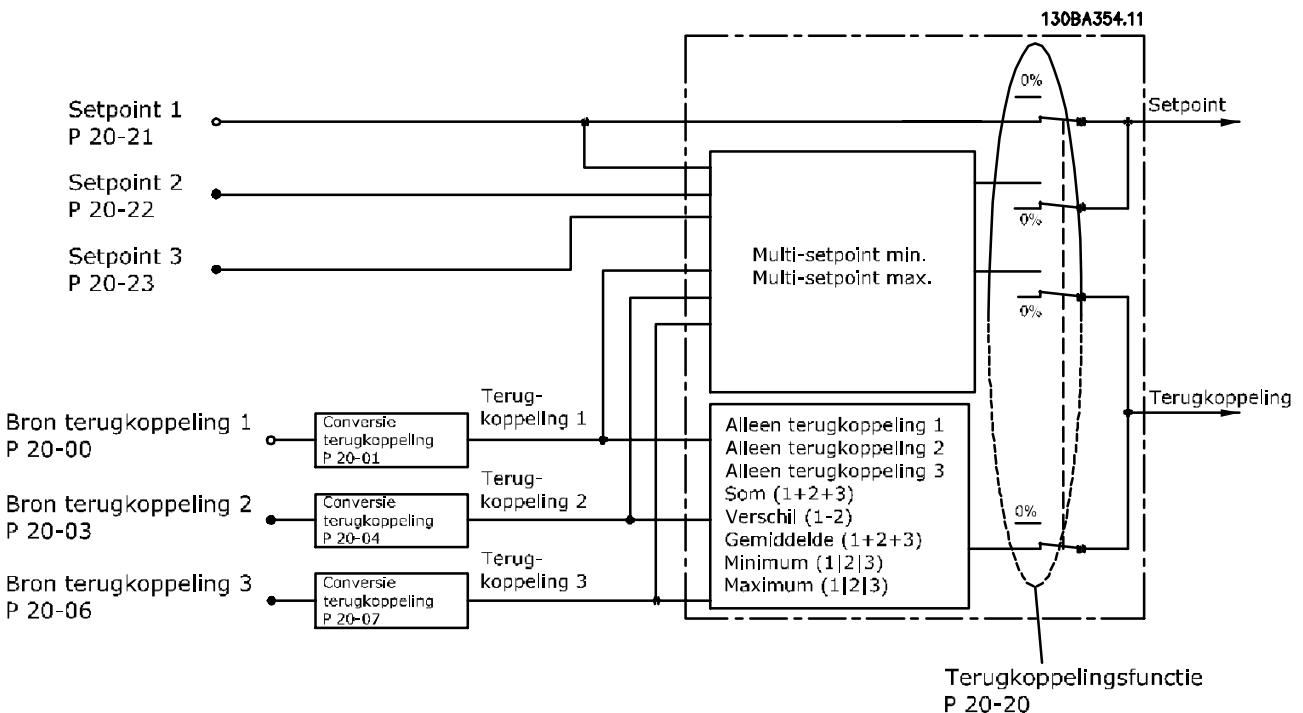 130BA354.11
0%
Setpoint 1
P 20-21
Setpoint
Setpoint 2
P 20-22
0%
Setpoint 3
P 20-23
Multi-setpoint min.
Multi-setpoint max.
0%
Bron terugkoppeling 1
P 20-00
Conversie
terugkoppeling
P 20-01
Terug-
koppeling 1
Terugkoppeling
Bron terugkoppeling 2
P 20-03
Conversie
terugkoppeling
P 20-04
Terug-
koppeling 2
Bron terugkoppeling 3
P 20-06
Conversie
terugkoppeling
P 20-07
Terug-
koppeling 3
Alleen terugkoppeling 1
Alleen terugkoppeling 2
Alleen terugkoppeling 3
Som (1+2+3)
Verschil (1-2)
Gemiddelde (1+2+3)
Minimum (1|2|3)
Maximum (1|2|3)
0%
Terugkoppelingsfunctie
P 20-20